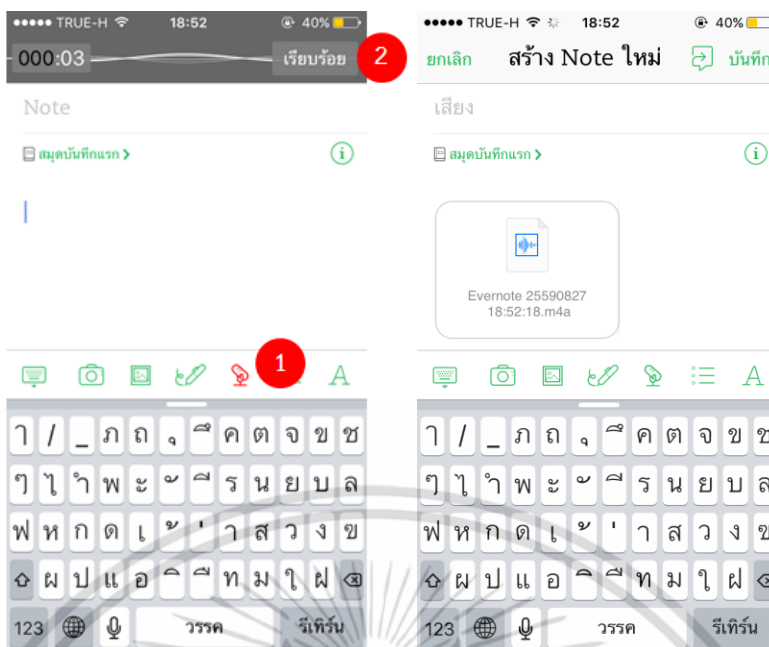 TRUE-H 18:52 40%
000:03 เรียบร้อย 2
Note
สมุดบันทึกแรก >
1
A
ๅ / _ ภ ถ ุ ึ ค ต จ ข ช
ๆ ไ ำ พ ะ ั ี ร น ย บ ล
ฟ ห ก ด เ ้ ่ า ส ว ง ฃ
ผ ป แ อ ิ ื ท ม ใ ฝ
123 วรรค รีเทิร์น
TRUE-H 18:52 40%
ยกเลิก สร้าง Note ใหม่ บันทึก
เสียง
สมุดบันทึกแรก >
Evernote 25590827
18:52:18.m4a
A
ๅ / _ ภ ถ ุ ึ ค ต จ ข ช
ๆ ไ ำ พ ะ ั ี ร น ย บ ล
ฟ ห ก ด เ ้ ่ า ส ว ง ฃ
ผ ป แ อ ิ ื ท ม ใ ฝ
123 วรรค รีเทิร์น